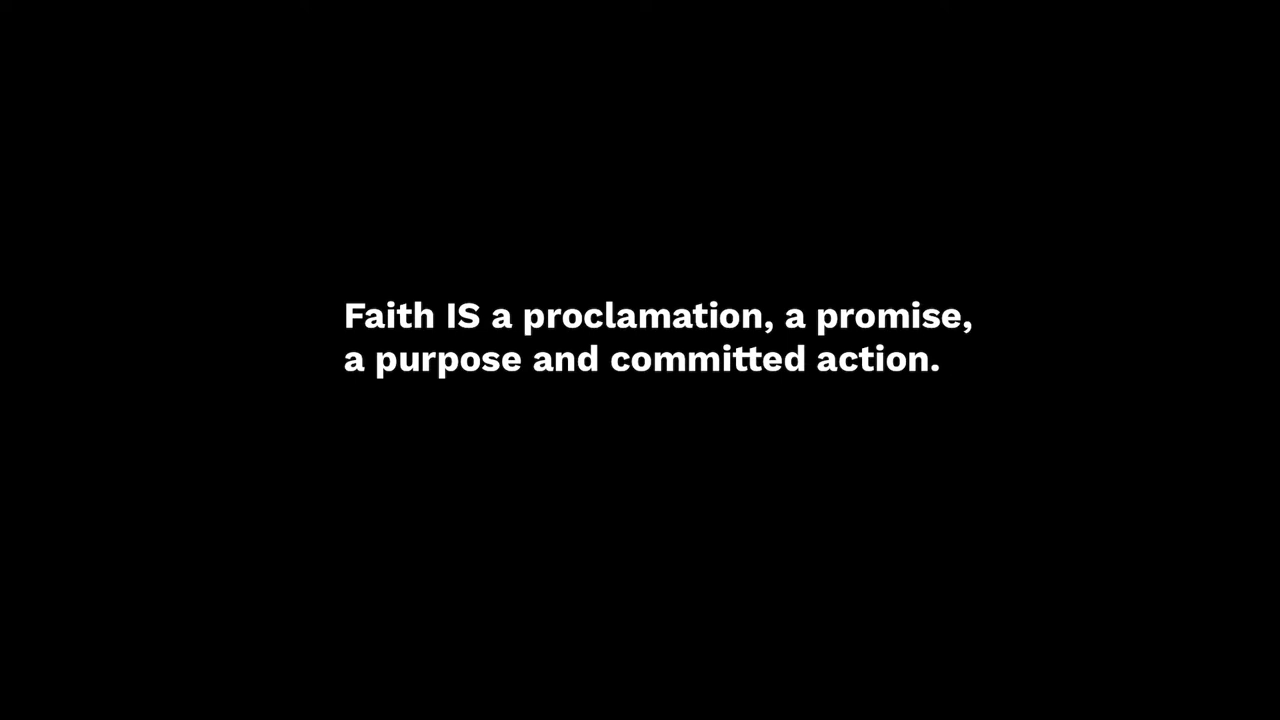 Faith IS a proclamation, a promise,
a purpose and committed action.